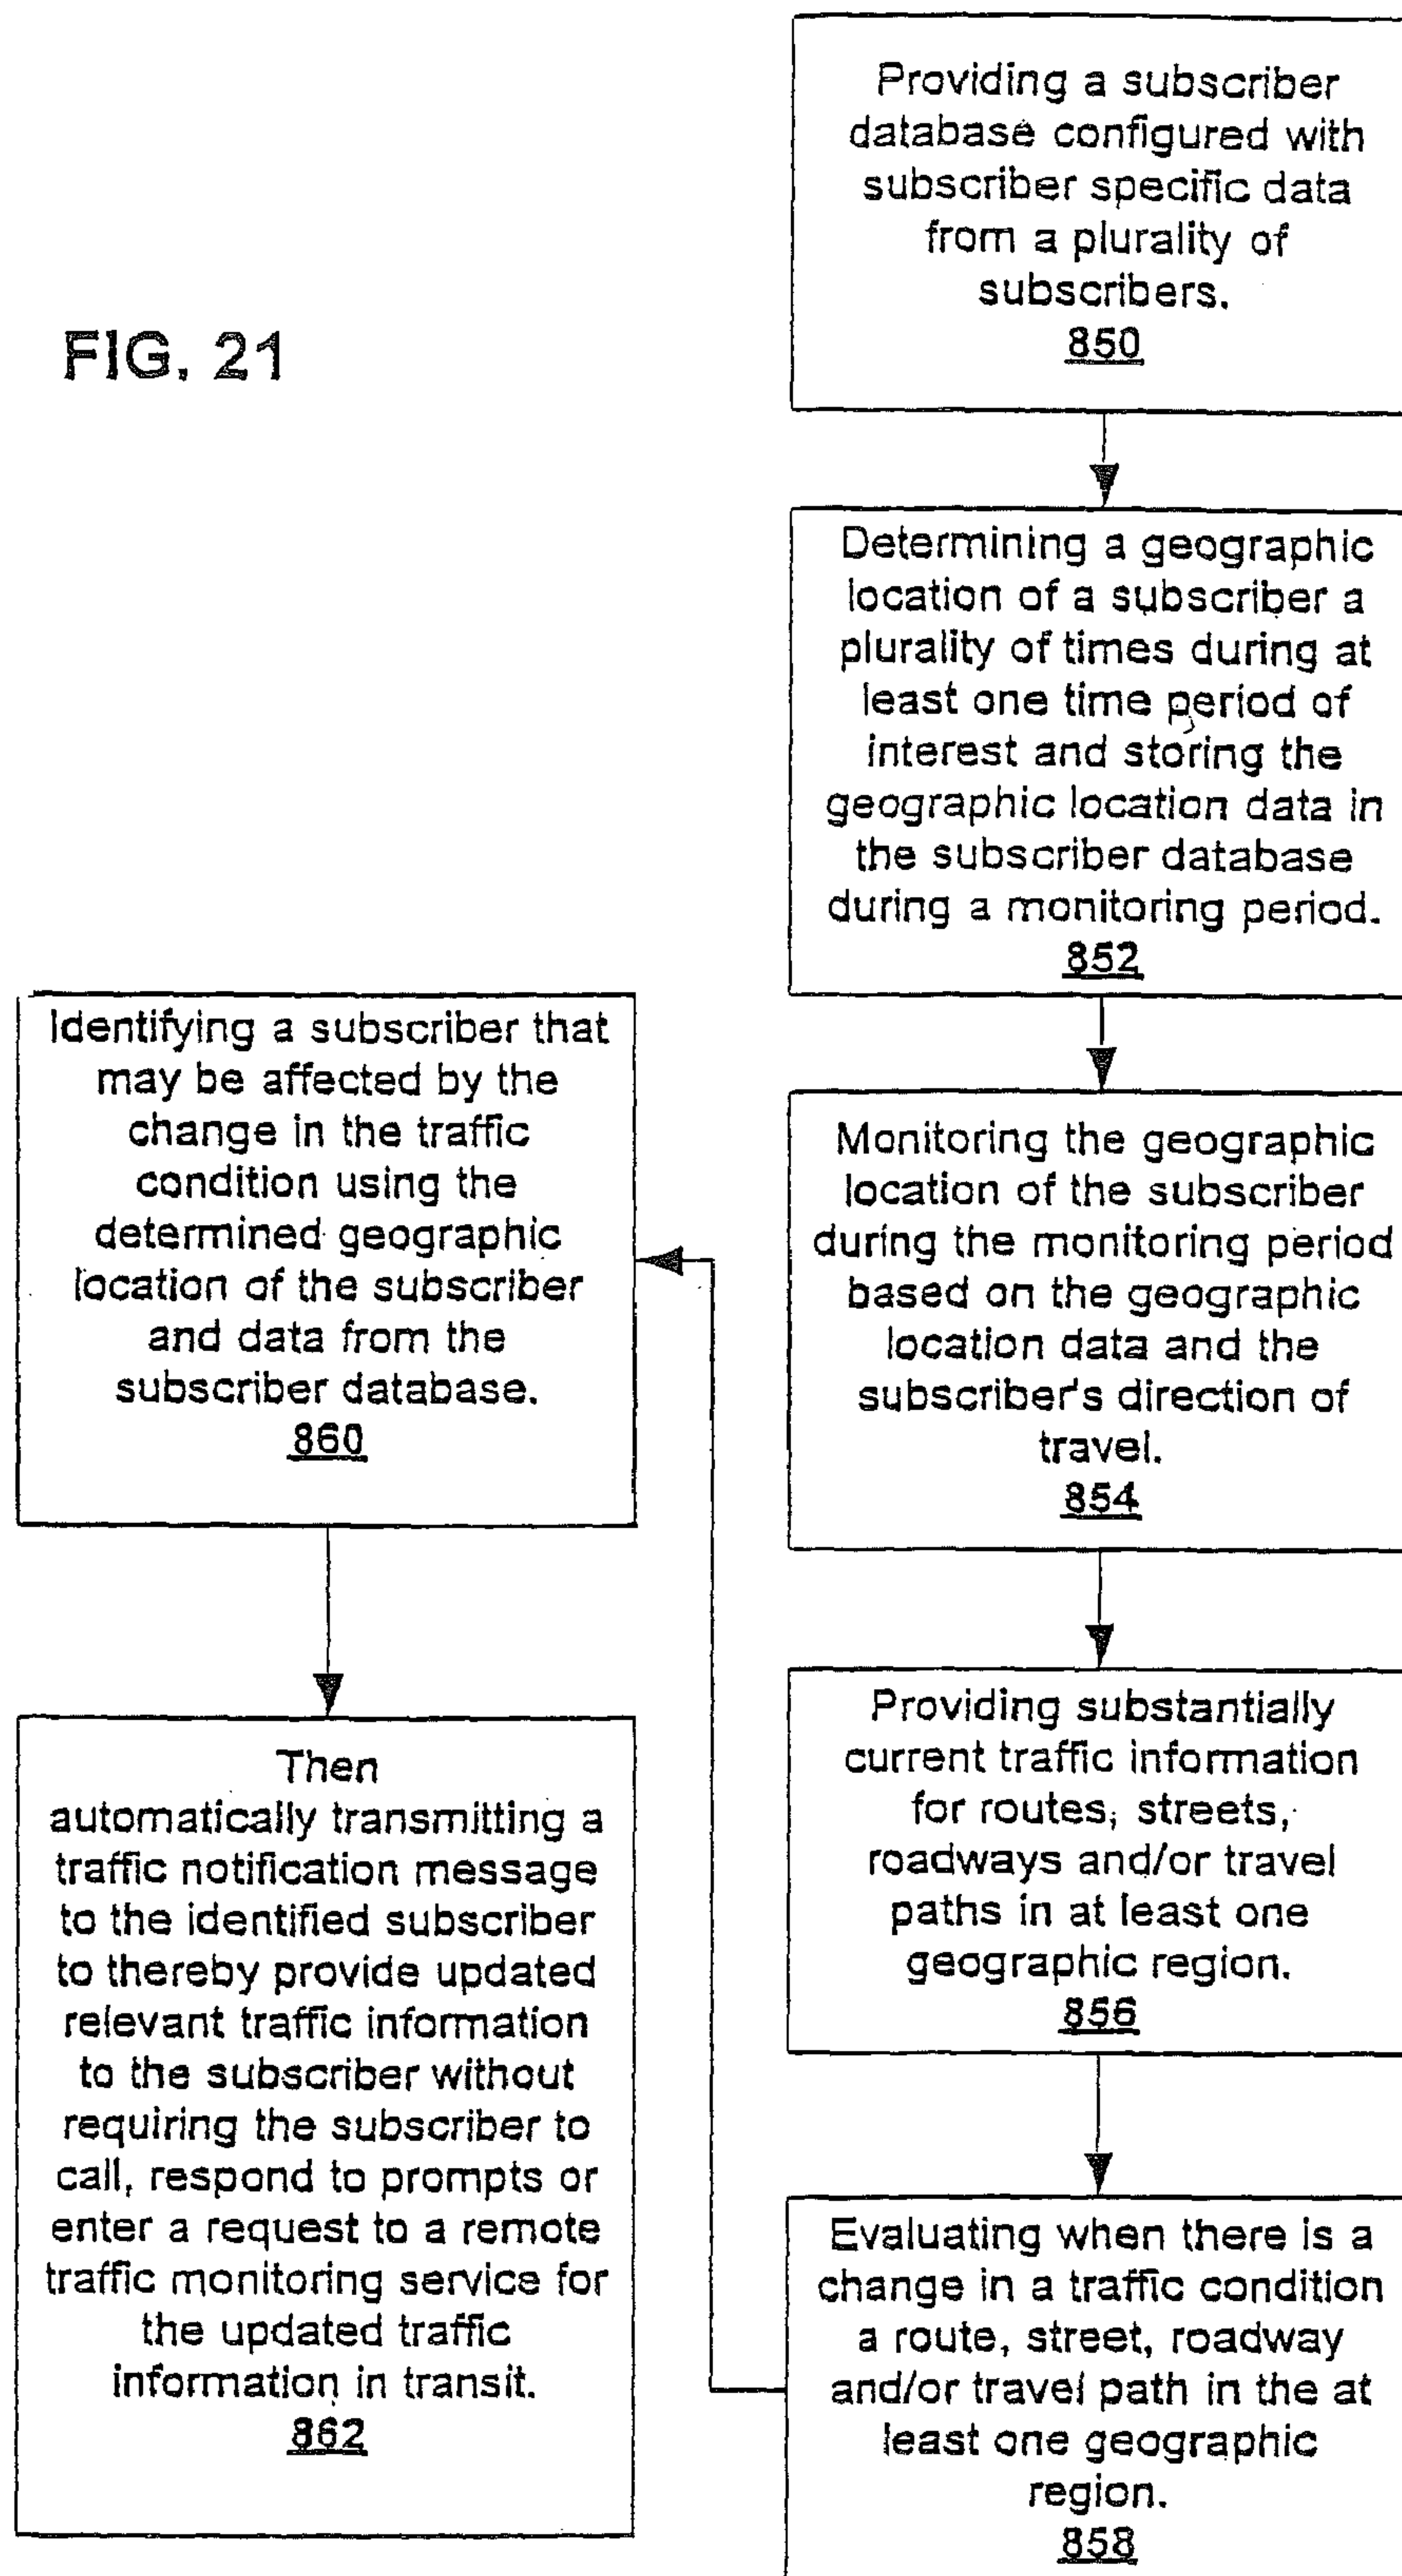 FIG. 21
Providing a subscriber
database configured with
subscriber specific data
from a plurality of
subscribers.
850
Determining a geographic
location of a subscriber a
plurality of times during at
least one time period of
interest and storing the
geographic location data in
the subscriber database
during a monitoring period.
852
Monitoring the geographic
location of the subscriber
during the monitoring period
based on the geographic
location data and the
subscriber's direction of
travel.
854
Providing substantially
current traffic information
for routes, streets,
roadways and/or travel
paths in at least one
geographic region.
856
Evaluating when there is a
change in a traffic condition
a route, street, roadway
and/or travel path in the at
least one geographic
region.
858
Identifying a subscriber that
may be affected by the
change in the traffic
condition using the
determined geographic
location of the subscriber
and data from the
subscriber database.
860
Then
automatically transmitting a
traffic notification message
to the identified subscriber
to thereby provide updated
relevant traffic information
to the subscriber without
requiring the subscriber to
call, respond to prompts or
enter a request to a remote
traffic monitoring service for
the updated traffic
information in transit.
862